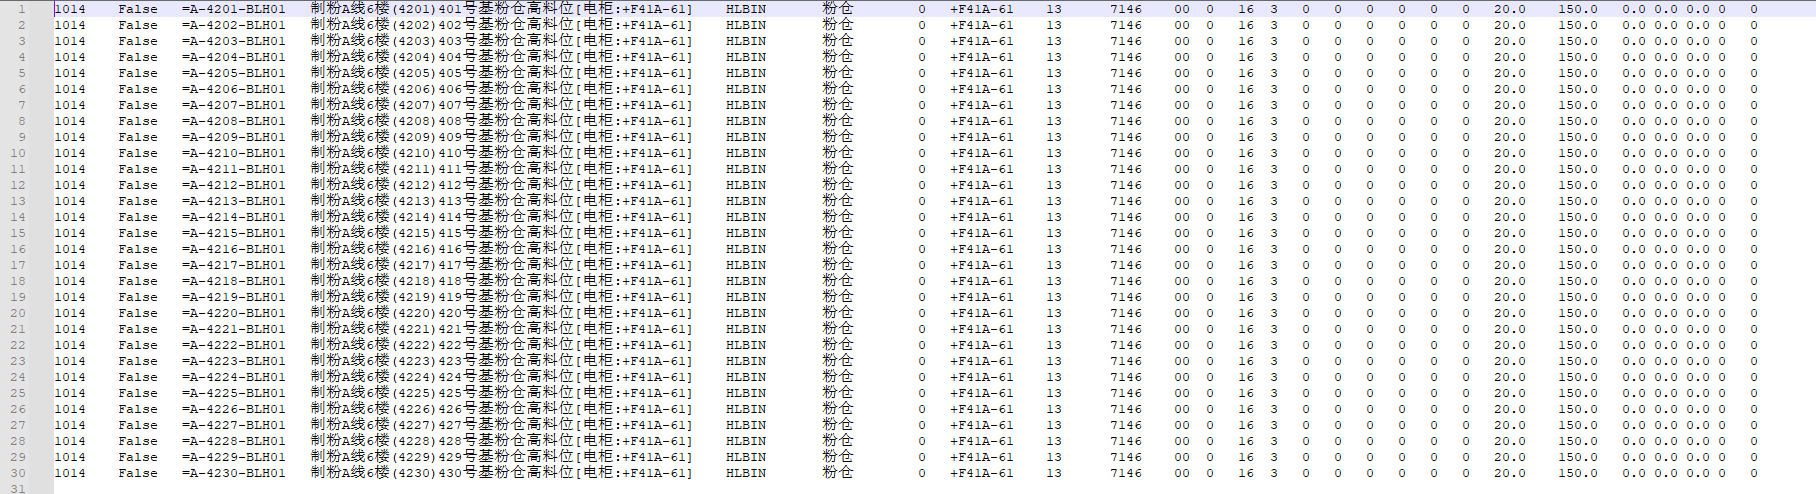 1 1014 False =A-4201-BLH01 制粉A线6楼(4201)401号基粉仓高料位[电柜:+F41A-61] HLBIN 粉仓 0 +F41A-61 13 7146 00 0 16 3 0 0 0 0 0 0 20.0 150.0 0.0 0.0 0.0 0 0
2 1014 False =A-4202-BLH01 制粉A线6楼(4202)402号基粉仓高料位[电柜:+F41A-61] HLBIN 粉仓 0 +F41A-61 13 7146 00 0 16 3 0 0 0 0 0 0 20.0 150.0 0.0 0.0 0.0 0 0
3 1014 False =A-4203-BLH01 制粉A线6楼(4203)403号基粉仓高料位[电柜:+F41A-61] HLBIN 粉仓 0 +F41A-61 13 7146 00 0 16 3 0 0 0 0 0 0 20.0 150.0 0.0 0.0 0.0 0 0
4 1014 False =A-4204-BLH01 制粉A线6楼(4204)404号基粉仓高料位[电柜:+F41A-61] HLBIN 粉仓 0 +F41A-61 13 7146 00 0 16 3 0 0 0 0 0 0 20.0 150.0 0.0 0.0 0.0 0 0
5 1014 False =A-4205-BLH01 制粉A线6楼(4205)405号基粉仓高料位[电柜:+F41A-61] HLBIN 粉仓 0 +F41A-61 13 7146 00 0 16 3 0 0 0 0 0 0 20.0 150.0 0.0 0.0 0.0 0 0
6 1014 False =A-4206-BLH01 制粉A线6楼(4206)406号基粉仓高料位[电柜:+F41A-61] HLBIN 粉仓 0 +F41A-61 13 7146 00 0 16 3 0 0 0 0 0 0 20.0 150.0 0.0 0.0 0.0 0 0
7 1014 False =A-4207-BLH01 制粉A线6楼(4207)407号基粉仓高料位[电柜:+F41A-61] HLBIN 粉仓 0 +F41A-61 13 7146 00 0 16 3 0 0 0 0 0 0 20.0 150.0 0.0 0.0 0.0 0 0
8 1014 False =A-4208-BLH01 制粉A线6楼(4208)408号基粉仓高料位[电柜:+F41A-61] HLBIN 粉仓 0 +F41A-61 13 7146 00 0 16 3 0 0 0 0 0 0 20.0 150.0 0.0 0.0 0.0 0 0
9 1014 False =A-4209-BLH01 制粉A线6楼(4209)409号基粉仓高料位[电柜:+F41A-61] HLBIN 粉仓 0 +F41A-61 13 7146 00 0 16 3 0 0 0 0 0 0 20.0 150.0 0.0 0.0 0.0 0 0
10 1014 False =A-4210-BLH01 制粉A线6楼(4210)410号基粉仓高料位[电柜:+F41A-61] HLBIN 粉仓 0 +F41A-61 13 7146 00 0 16 3 0 0 0 0 0 0 20.0 150.0 0.0 0.0 0.0 0 0
11 1014 False =A-4211-BLH01 制粉A线6楼(4211)411号基粉仓高料位[电柜:+F41A-61] HLBIN 粉仓 0 +F41A-61 13 7146 00 0 16 3 0 0 0 0 0 0 20.0 150.0 0.0 0.0 0.0 0 0
12 1014 False =A-4212-BLH01 制粉A线6楼(4212)412号基粉仓高料位[电柜:+F41A-61] HLBIN 粉仓 0 +F41A-61 13 7146 00 0 16 3 0 0 0 0 0 0 20.0 150.0 0.0 0.0 0.0 0 0
13 1014 False =A-4213-BLH01 制粉A线6楼(4213)413号基粉仓高料位[电柜:+F41A-61] HLBIN 粉仓 0 +F41A-61 13 7146 00 0 16 3 0 0 0 0 0 0 20.0 150.0 0.0 0.0 0.0 0 0
14 1014 False =A-4214-BLH01 制粉A线6楼(4214)414号基粉仓高料位[电柜:+F41A-61] HLBIN 粉仓 0 +F41A-61 13 7146 00 0 16 3 0 0 0 0 0 0 20.0 150.0 0.0 0.0 0.0 0 0
15 1014 False =A-4215-BLH01 制粉A线6楼(4215)415号基粉仓高料位[电柜:+F41A-61] HLBIN 粉仓 0 +F41A-61 13 7146 00 0 16 3 0 0 0 0 0 0 20.0 150.0 0.0 0.0 0.0 0 0
16 1014 False =A-4216-BLH01 制粉A线6楼(4216)416号基粉仓高料位[电柜:+F41A-61] HLBIN 粉仓 0 +F41A-61 13 7146 00 0 16 3 0 0 0 0 0 0 20.0 150.0 0.0 0.0 0.0 0 0
17 1014 False =A-4217-BLH01 制粉A线6楼(4217)417号基粉仓高料位[电柜:+F41A-61] HLBIN 粉仓 0 +F41A-61 13 7146 00 0 16 3 0 0 0 0 0 0 20.0 150.0 0.0 0.0 0.0 0 0
18 1014 False =A-4218-BLH01 制粉A线6楼(4218)418号基粉仓高料位[电柜:+F41A-61] HLBIN 粉仓 0 +F41A-61 13 7146 00 0 16 3 0 0 0 0 0 0 20.0 150.0 0.0 0.0 0.0 0 0
19 1014 False =A-4219-BLH01 制粉A线6楼(4219)419号基粉仓高料位[电柜:+F41A-61] HLBIN 粉仓 0 +F41A-61 13 7146 00 0 16 3 0 0 0 0 0 0 20.0 150.0 0.0 0.0 0.0 0 0
20 1014 False =A-4220-BLH01 制粉A线6楼(4220)420号基粉仓高料位[电柜:+F41A-61] HLBIN 粉仓 0 +F41A-61 13 7146 00 0 16 3 0 0 0 0 0 0 20.0 150.0 0.0 0.0 0.0 0 0
21 1014 False =A-4221-BLH01 制粉A线6楼(4221)421号基粉仓高料位[电柜:+F41A-61] HLBIN 粉仓 0 +F41A-61 13 7146 00 0 16 3 0 0 0 0 0 0 20.0 150.0 0.0 0.0 0.0 0 0
22 1014 False =A-4222-BLH01 制粉A线6楼(4222)422号基粉仓高料位[电柜:+F41A-61] HLBIN 粉仓 0 +F41A-61 13 7146 00 0 16 3 0 0 0 0 0 0 20.0 150.0 0.0 0.0 0.0 0 0
23 1014 False =A-4223-BLH01 制粉A线6楼(4223)423号基粉仓高料位[电柜:+F41A-61] HLBIN 粉仓 0 +F41A-61 13 7146 00 0 16 3 0 0 0 0 0 0 20.0 150.0 0.0 0.0 0.0 0 0
24 1014 False =A-4224-BLH01 制粉A线6楼(4224)424号基粉仓高料位[电柜:+F41A-61] HLBIN 粉仓 0 +F41A-61 13 7146 00 0 16 3 0 0 0 0 0 0 20.0 150.0 0.0 0.0 0.0 0 0
25 1014 False =A-4225-BLH01 制粉A线6楼(4225)425号基粉仓高料位[电柜:+F41A-61] HLBIN 粉仓 0 +F41A-61 13 7146 00 0 16 3 0 0 0 0 0 0 20.0 150.0 0.0 0.0 0.0 0 0
26 1014 False =A-4226-BLH01 制粉A线6楼(4226)426号基粉仓高料位[电柜:+F41A-61] HLBIN 粉仓 0 +F41A-61 13 7146 00 0 16 3 0 0 0 0 0 0 20.0 150.0 0.0 0.0 0.0 0 0
27 1014 False =A-4227-BLH01 制粉A线6楼(4227)427号基粉仓高料位[电柜:+F41A-61] HLBIN 粉仓 0 +F41A-61 13 7146 00 0 16 3 0 0 0 0 0 0 20.0 150.0 0.0 0.0 0.0 0 0
28 1014 False =A-4228-BLH01 制粉A线6楼(4228)428号基粉仓高料位[电柜:+F41A-61] HLBIN 粉仓 0 +F41A-61 13 7146 00 0 16 3 0 0 0 0 0 0 20.0 150.0 0.0 0.0 0.0 0 0
29 1014 False =A-4229-BLH01 制粉A线6楼(4229)429号基粉仓高料位[电柜:+F41A-61] HLBIN 粉仓 0 +F41A-61 13 7146 00 0 16 3 0 0 0 0 0 0 20.0 150.0 0.0 0.0 0.0 0 0
30 1014 False =A-4230-BLH01 制粉A线6楼(4230)430号基粉仓高料位[电柜:+F41A-61] HLBIN 粉仓 0 +F41A-61 13 7146 00 0 16 3 0 0 0 0 0 0 20.0 150.0 0.0 0.0 0.0 0 0
31